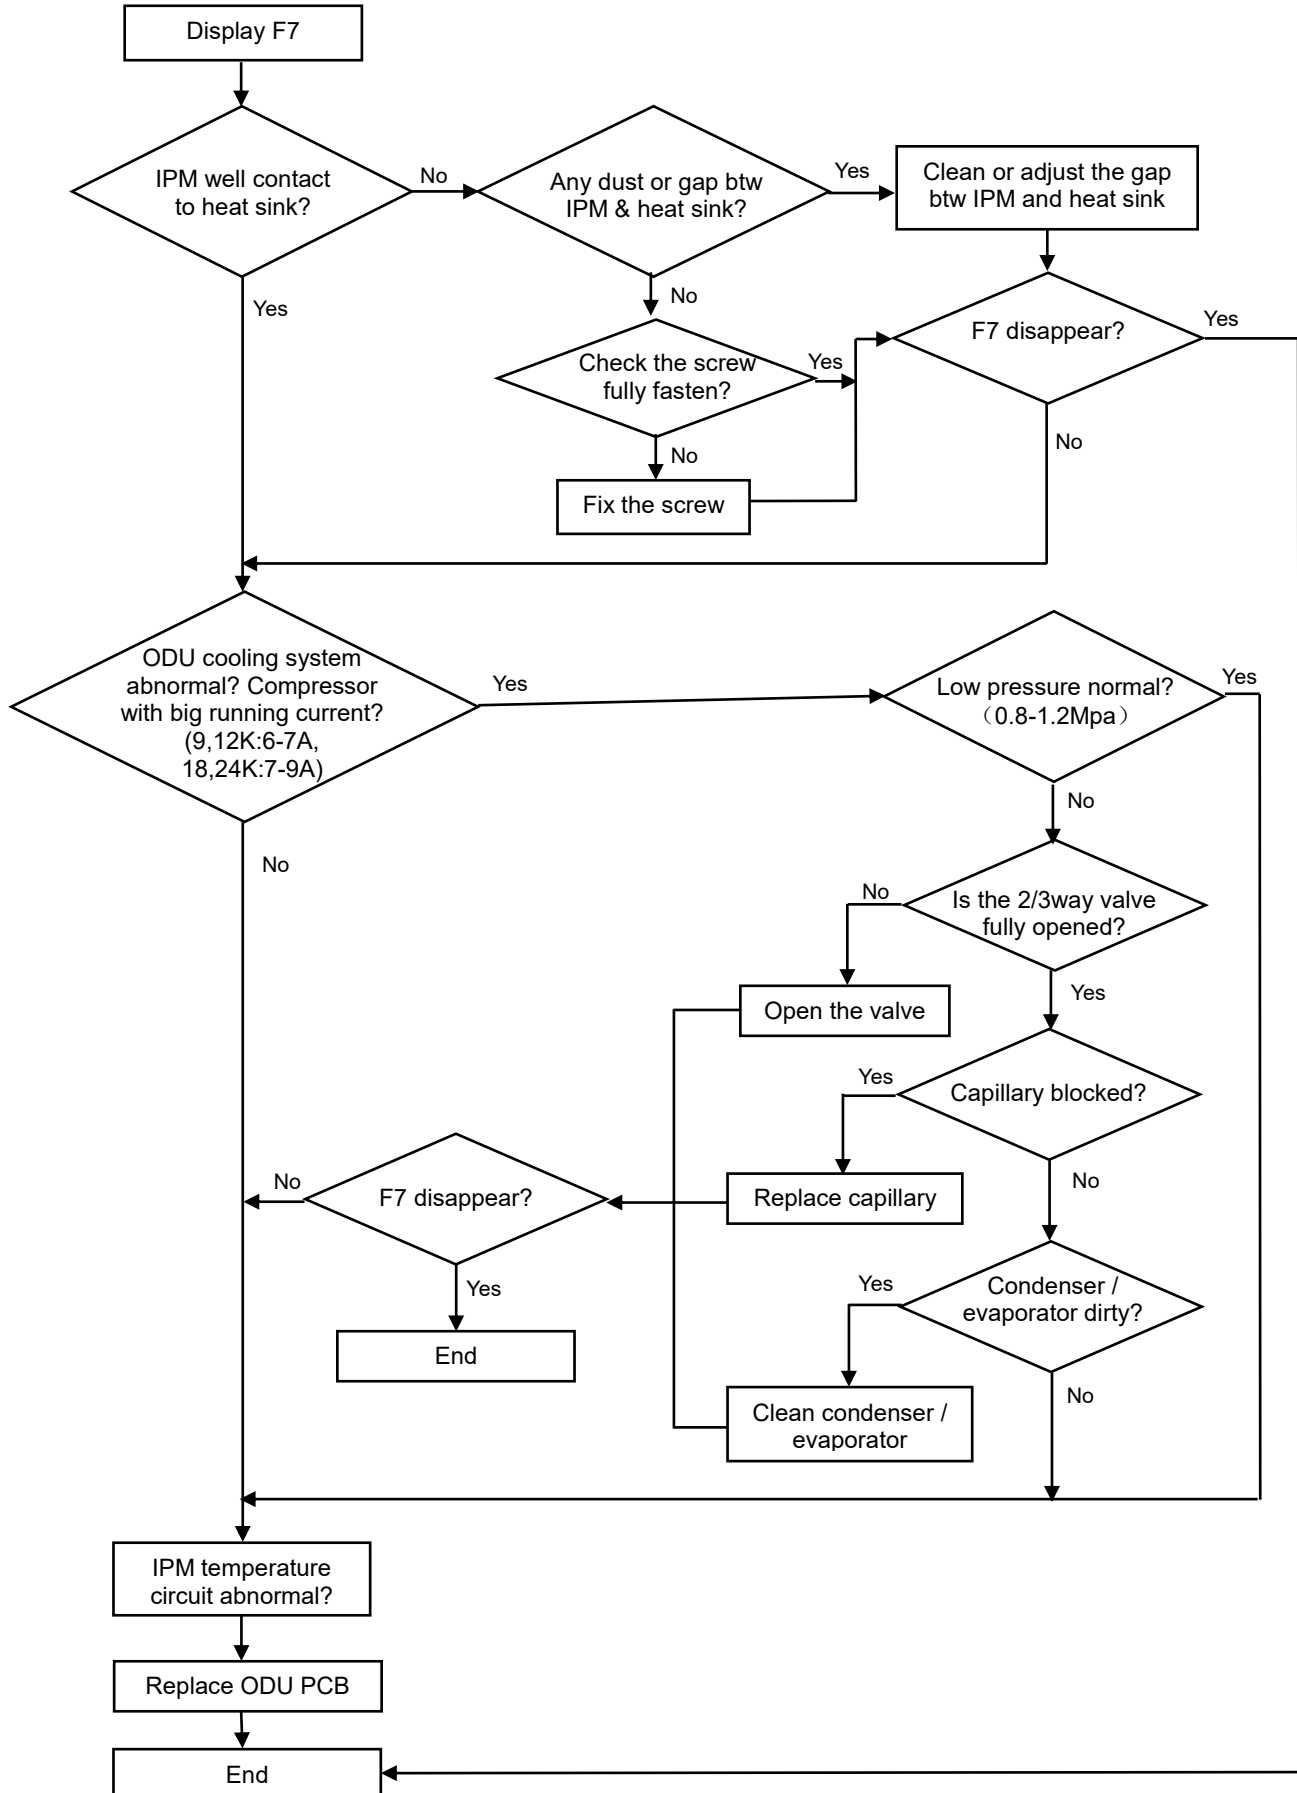 Display F7
IPM well contact
to heat sink?
No
Any dust or gap btw
IPM & heat sink?
Yes
Clean or adjust the gap
btw IPM and heat sink
Yes
No
F7 disappear?
Yes
Check the screw
fully fasten?
Yes
No
No
Fix the screw
ODU cooling system
abnormal? Compressor
with big running current?
(9,12K:6-7A,
18,24K:7-9A)
Yes
Low pressure normal?
（0.8-1.2Mpa）
Yes
No
No
No
Is the 2/3way valve
fully opened?
Yes
Open the valve
Yes
Capillary blocked?
No
No
F7 disappear?
Replace capillary
Yes
End
Yes
Condenser /
evaporator dirty?
No
Clean condenser /
evaporator
IPM temperature
circuit abnormal?
Replace ODU PCB
End